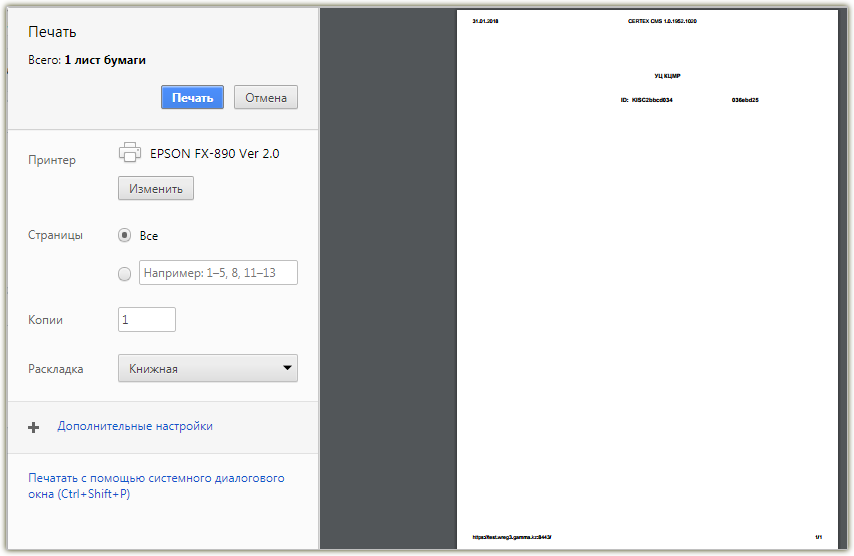 Печать
Всего: 1 лист бумаги
Печать Отмена
Принтер EPSON FX-890 Ver 2.0
Изменить
Страницы Все
Например: 1–5, 8, 11–13
Копии 1
Раскладка Книжная
Дополнительные настройки
Печатать с помощью системного диалогового
окна (Ctrl+Shift+P)
31.01.2018 CERTEX CMS 1.0.1952.1020
УЦ КЦМР
ID: KISC2bbcd034 036ebd25
https://test.wreg3.gamma.kz:8443/ 1/1